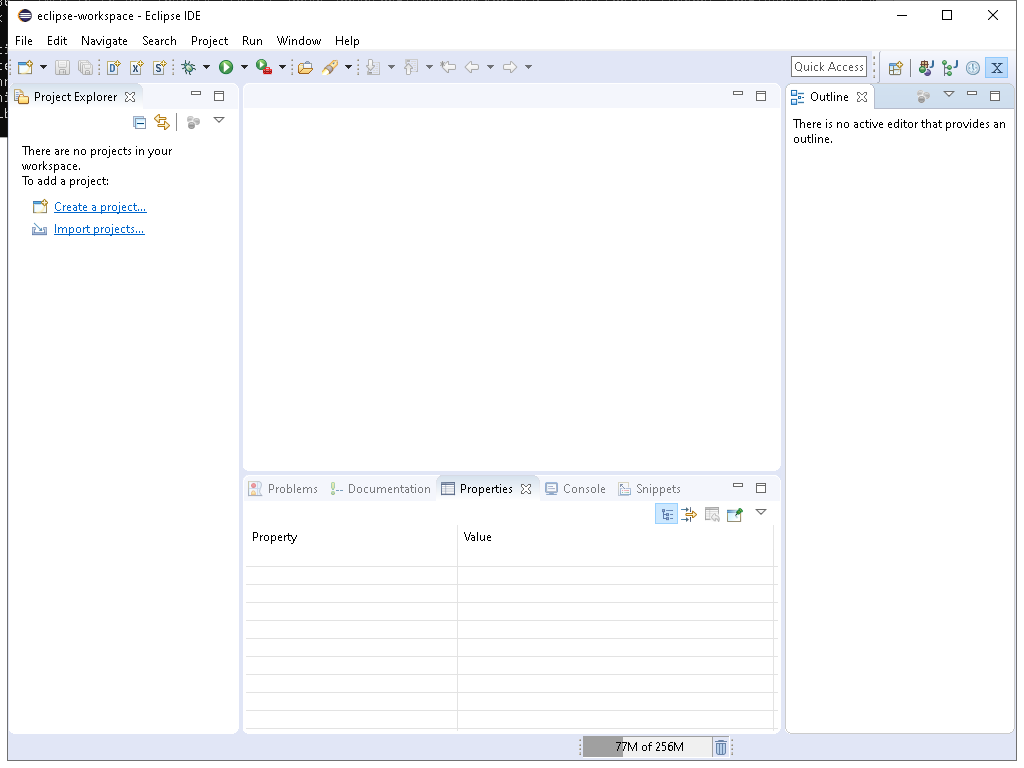 eclipse-workspace - Eclipse IDE
File Edit Navigate Search Project Run Window Help
Quick Access
Project Explorer
Outline
There are no projects in your
workspace.
To add a project:
Create a project...
Import projects...
There is no active editor that provides an
outline.
Problems Documentation Properties Console Snippets
Property Value
77M of 256M